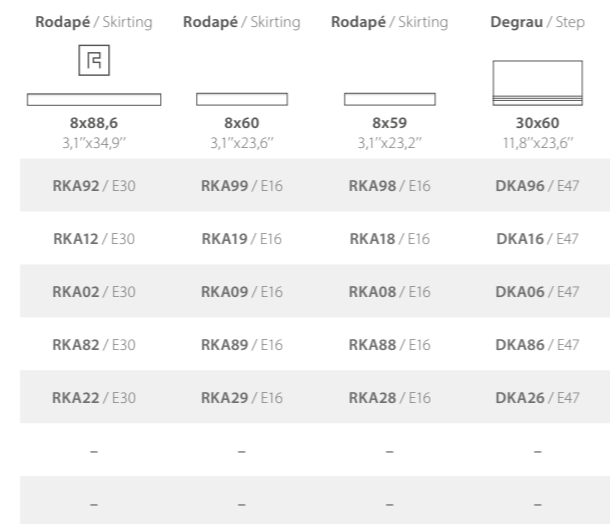 Rodapé / Skirting Rodapé / Skirting Rodapé / Skirting Degrau / Step
8x88,6 8x60 8x59 30x60
3,1’’x34,9’’ 3,1’’x23,6’’ 3,1’’x23,2’’ 11,8’’x23,6’’
RKA92 / E30 RKA99 / E16 RKA98 / E16 DKA96 / E47
RKA12 / E30 RKA19 / E16 RKA18 / E16 DKA16 / E47
RKA02 / E30 RKA09 / E16 RKA08 / E16 DKA06 / E47
RKA82 / E30 RKA89 / E16 RKA88 / E16 DKA86 / E47
RKA22 / E30 RKA29 / E16 RKA28 / E16 DKA26 / E47
– – – –
– – – –